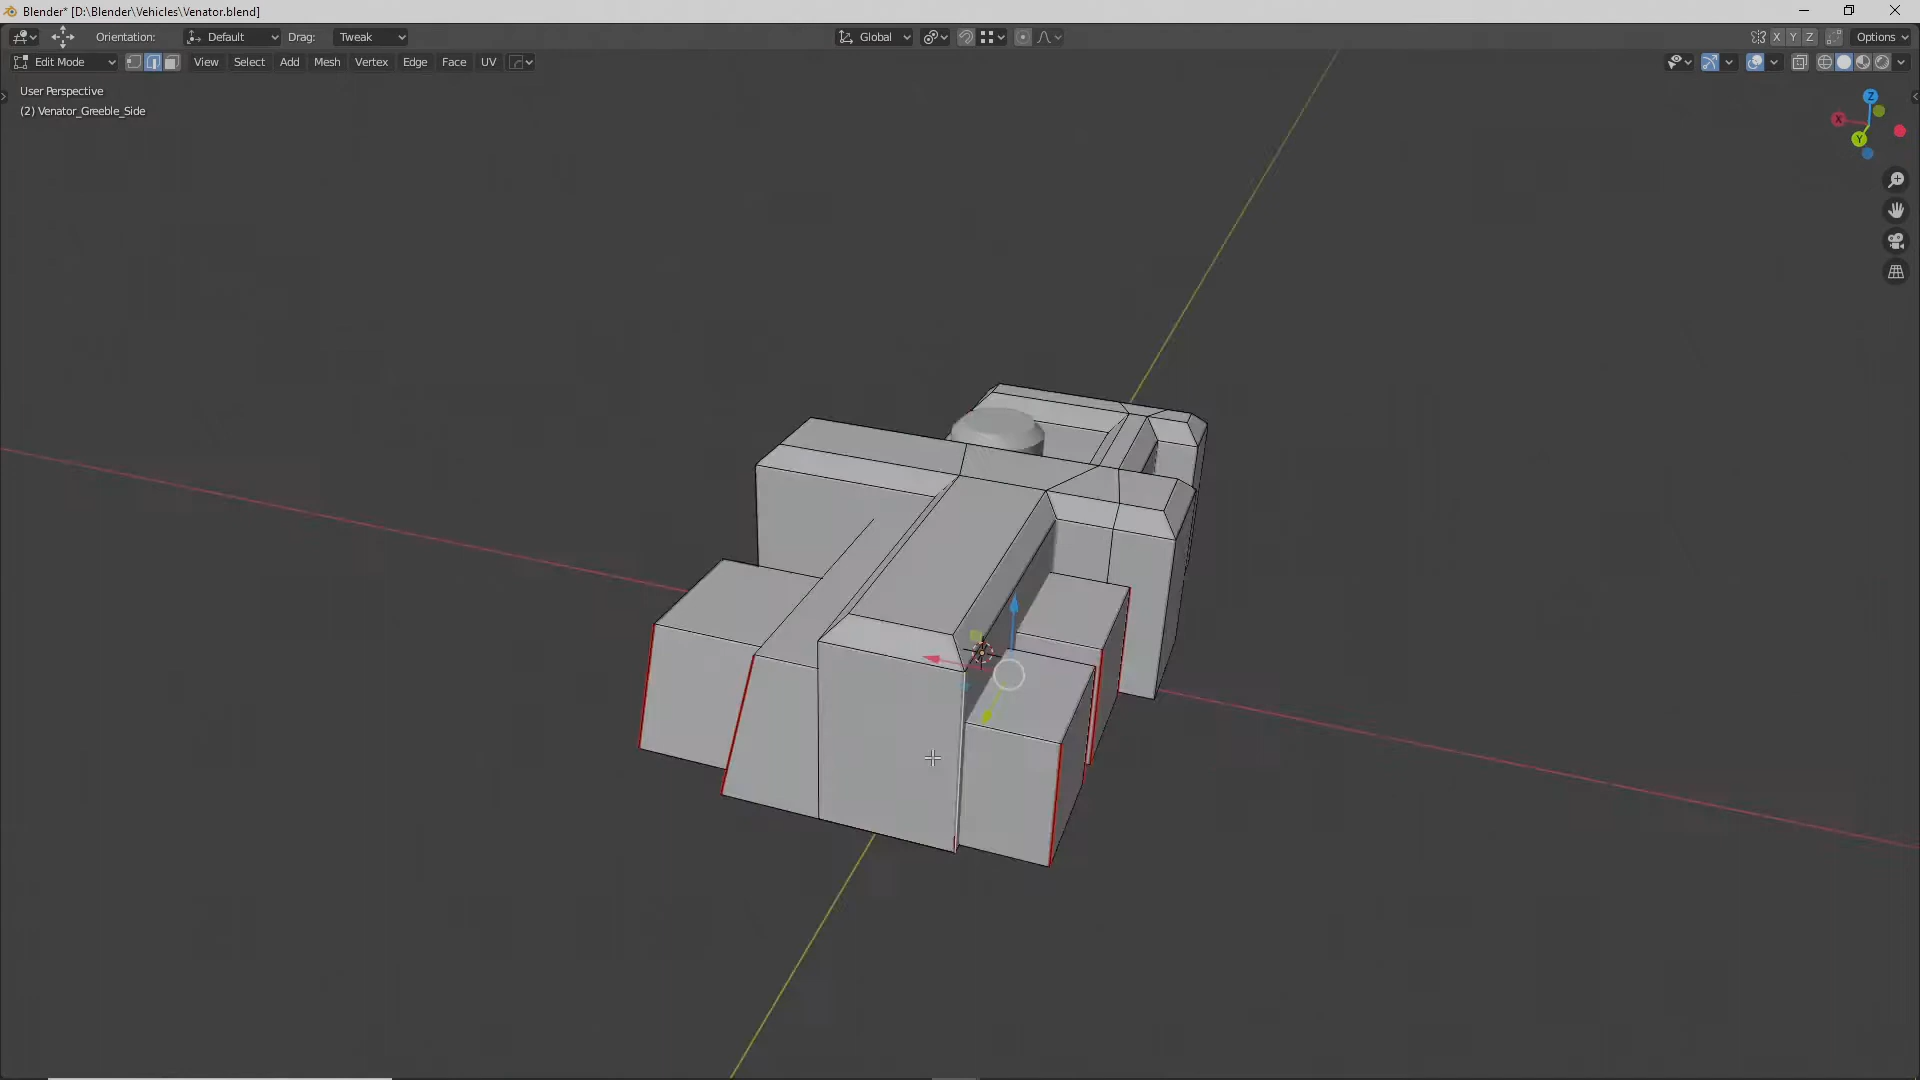 Blender* [D:\Blender\Vehicles\Venator.blend]
Orientation: Default Drag: Tweak Global X Y Z Options
Edit Mode View Select Add Mesh Vertex Edge Face UV
User Perspective
(2) Venator_Greeble_Side
Z
X
Y